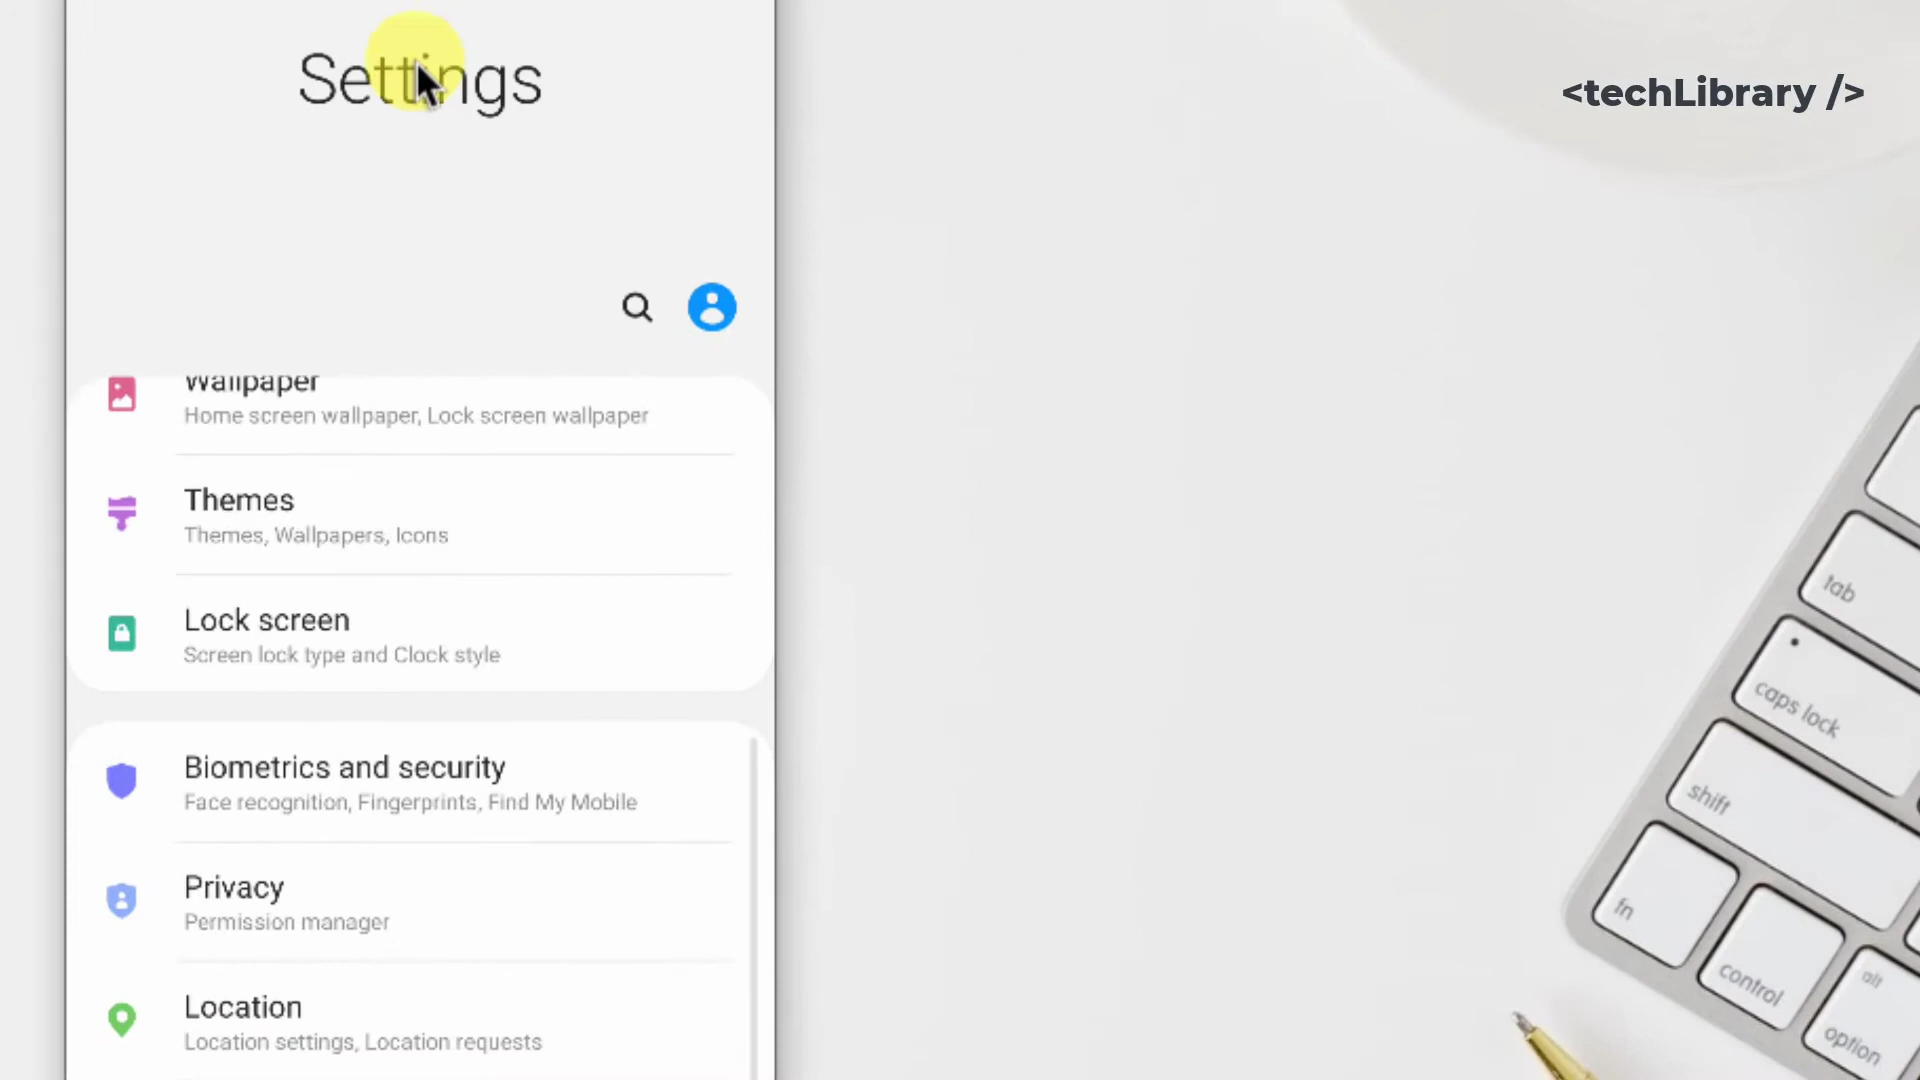 Settings
<techLibrary />
Wallpaper
Home screen wallpaper, Lock screen wallpaper
Themes
Themes, Wallpapers, Icons
Lock screen
Screen lock type and Clock style
Biometrics and security
Face recognition, Fingerprints, Find My Mobile
Privacy
Permission manager
Location
Location settings, Location requests
tab
caps lock
shift
fn
control
alt
option